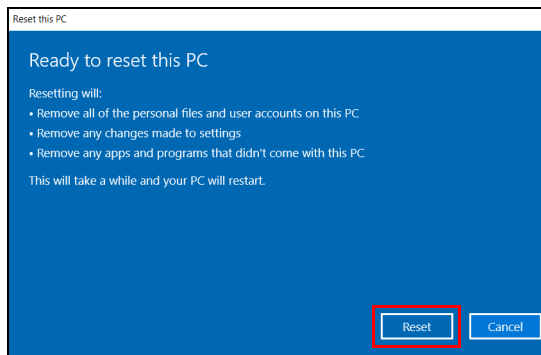 Reset this PC
Ready to reset this PC
Resetting will:
• Remove all of the personal files and user accounts on this PC
• Remove any changes made to settings
• Remove any apps and programs that didn't come with this PC
This will take a while and your PC will restart.
Reset Cancel